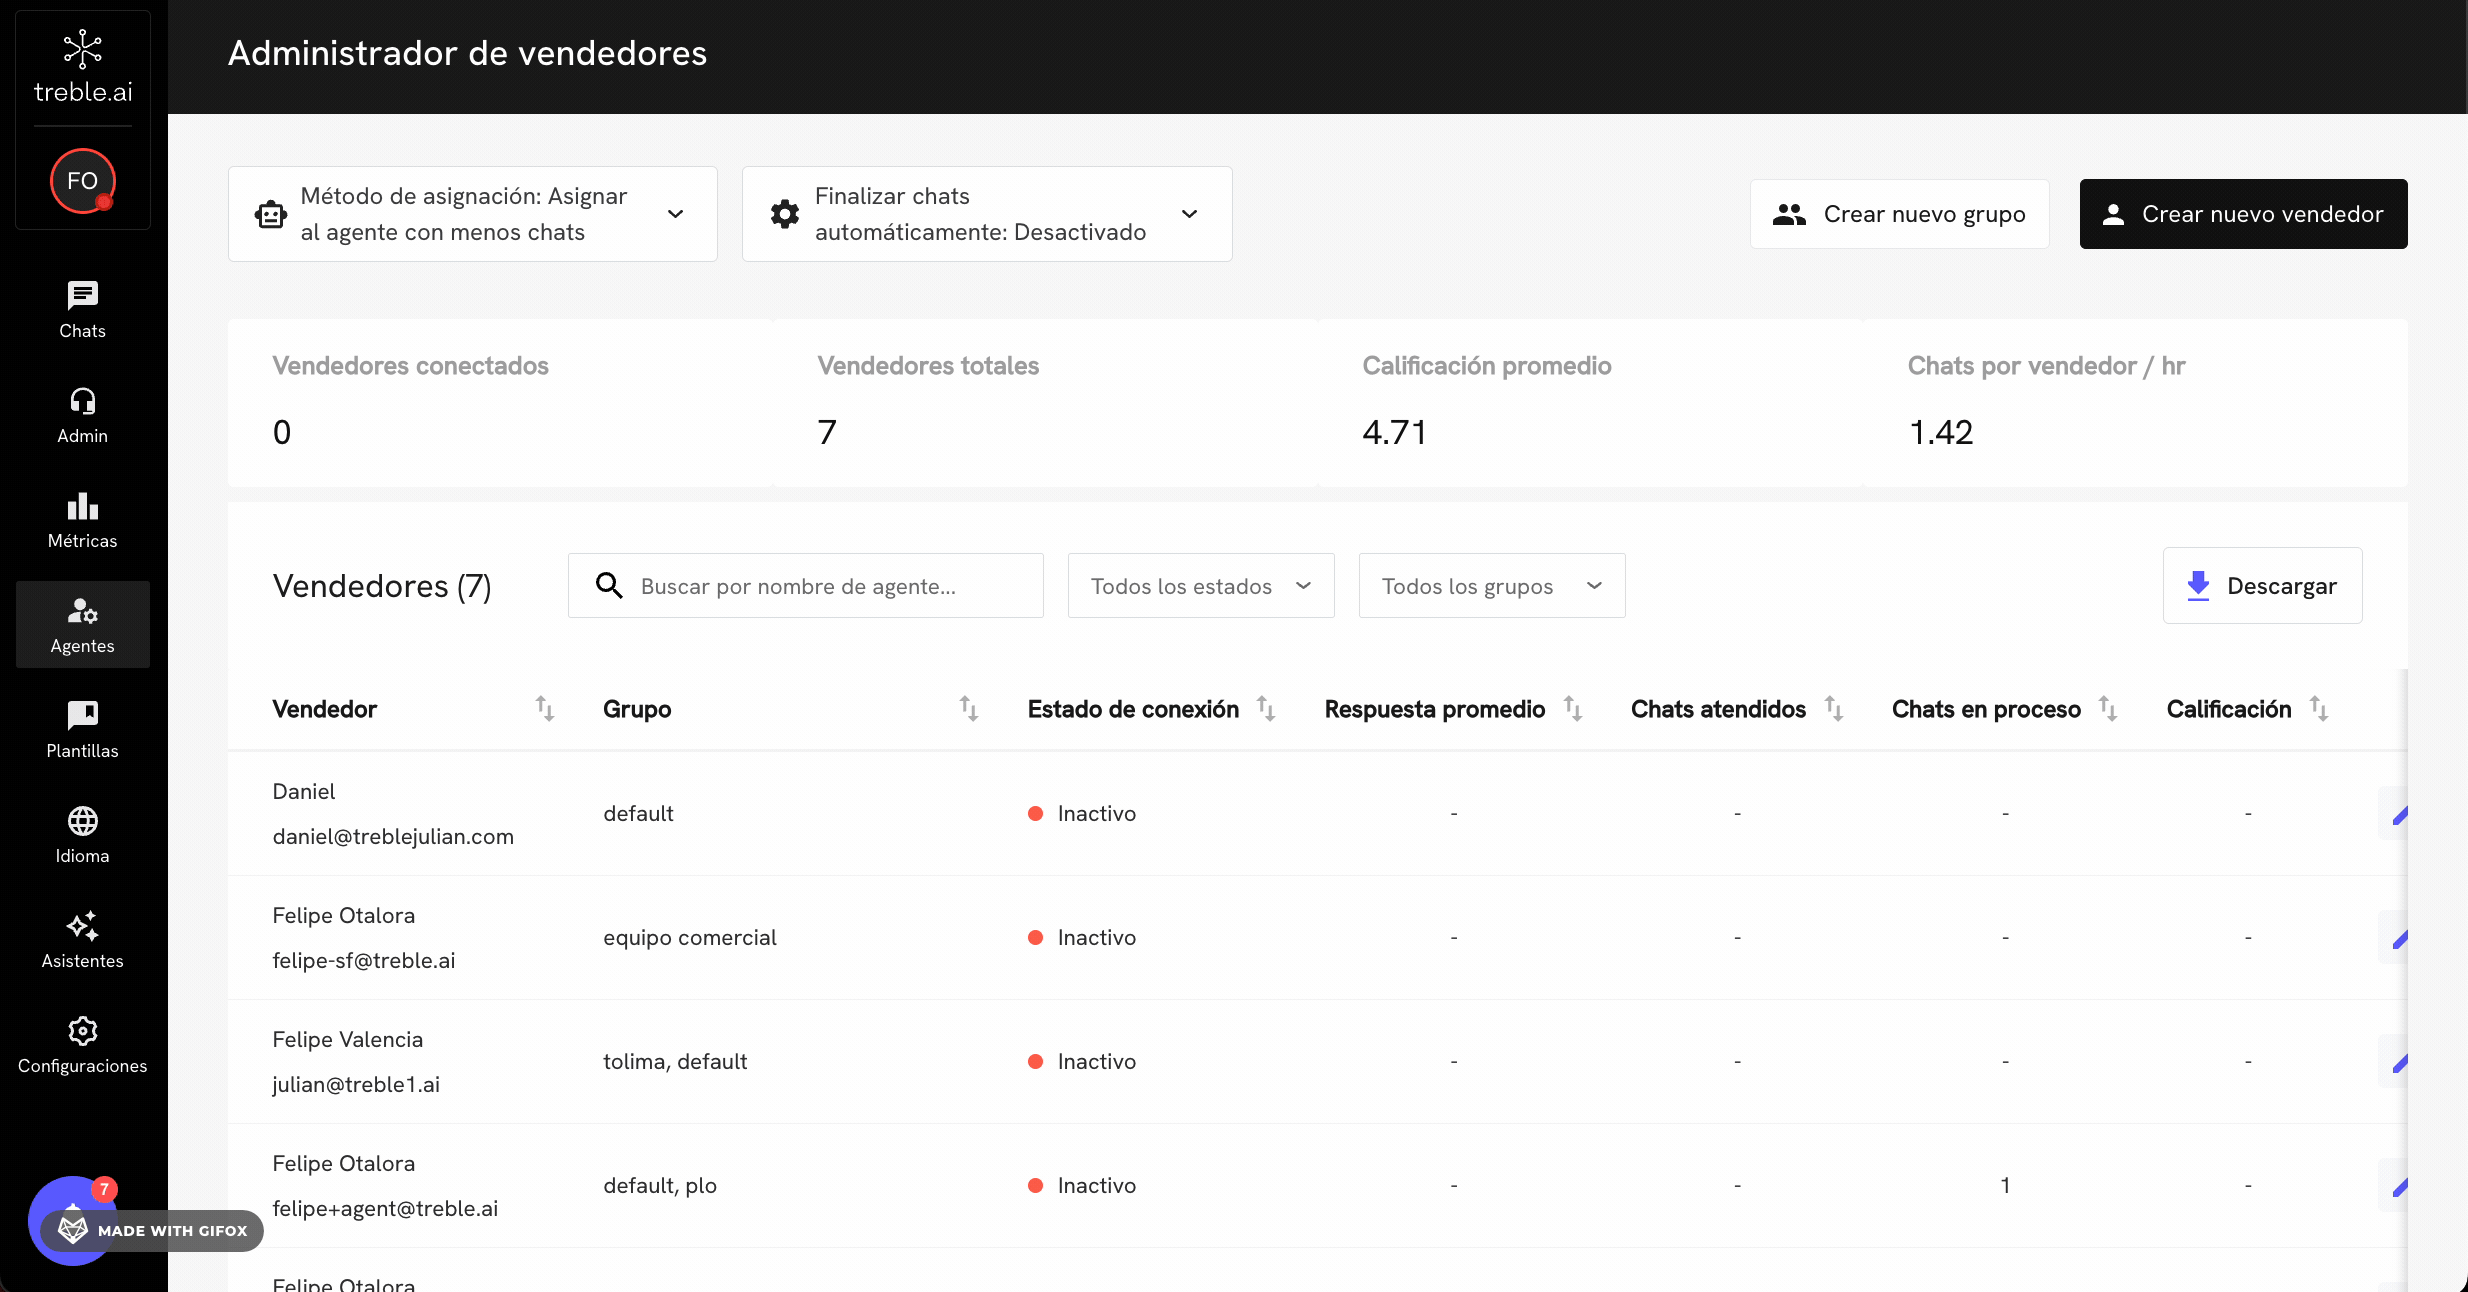 treble.ai
FO
Chats
Admin
Métricas
Agentes
Plantillas
Idioma
Asistentes
Configuraciones
7
MADE WITH GIFOX
Administrador de vendedores
Método de asignación: Asignar
al agente con menos chats
Finalizar chats
automáticamente: Desactivado
Crear nuevo grupo
Crear nuevo vendedor
Vendedores conectados
0
Vendedores totales
7
Calificación promedio
4.71
Chats por vendedor / hr
1.42
Vendedores (7)
Buscar por nombre de agente...
Todos los estados
Todos los grupos
Descargar
Vendedor Grupo Estado de conexión Respuesta promedio Chats atendidos Chats en proceso Calificación
Daniel
daniel@treblejulian.com
default Inactivo - - - -
Felipe Otalora
felipe-sf@treble.ai
equipo comercial Inactivo - - - -
Felipe Valencia
julian@treble1.ai
tolima, default Inactivo - - - -
Felipe Otalora
felipe+agent@treble.ai
default, plo Inactivo - - 1 -
Felipe Otalora